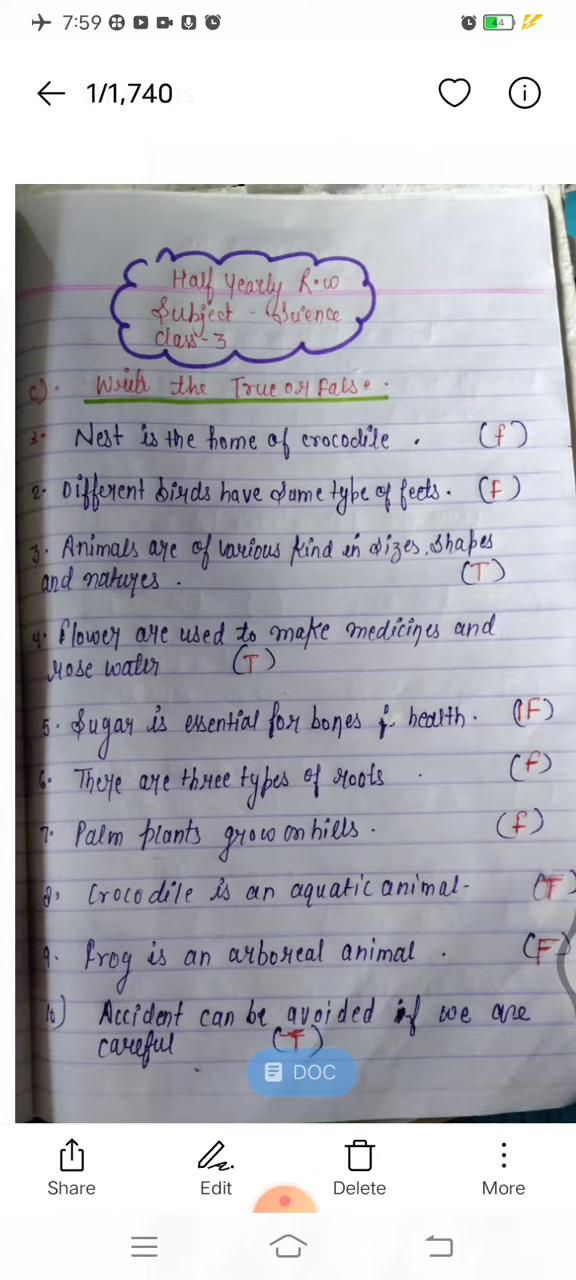 7:59
44
1/1,740
Half Yearly R.w
Subject - Science
class-3
C). Write the True or False.
1. Nest is the home of crocodile. (f)
2. Different birds have same type of feets. (F)
3. Animals are of various kind in sizes, shapes
and natures. (T)
4. Flower are used to make medicines and
rose water (T)
5. Sugar is essential for bones & health. (F)
6. There are three types of roots. (f)
7. Palm plants grow on hills. (f)
8. Crocodile is an aquatic animal- (T)
9. Frog is an arboreal animal. (F)
10) Accident can be avoided if we are
careful (T)
DOC
Share Edit Delete More